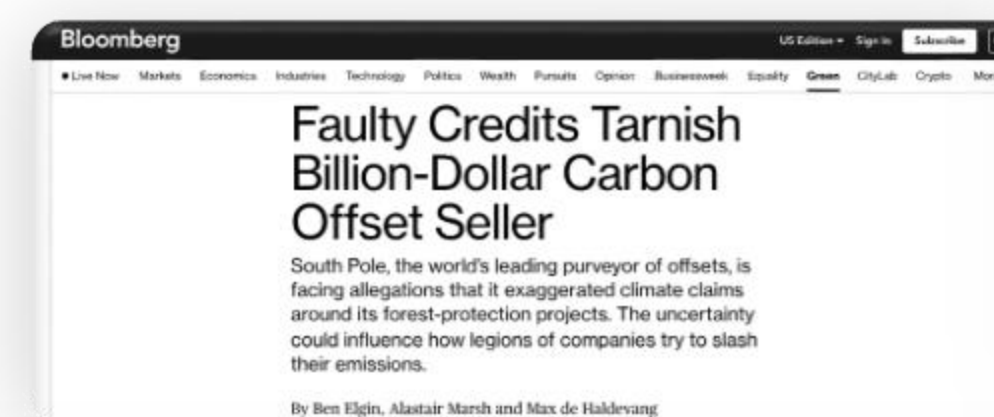 Bloomberg
US Edition Sign In Subscribe
Live Now Markets Economics Industries Technology Politics Wealth Pursuits Opinion Businessweek Equality Green CityLab Crypto
Faulty Credits Tarnish
Billion-Dollar Carbon
Offset Seller
South Pole, the world's leading purveyor of offsets, is
facing allegations that it exaggerated climate claims
around its forest-protection projects. The uncertainty
could influence how legions of companies try to slash
their emissions.
By Ben Elgin, Alastair Marsh and Max de Haldevang